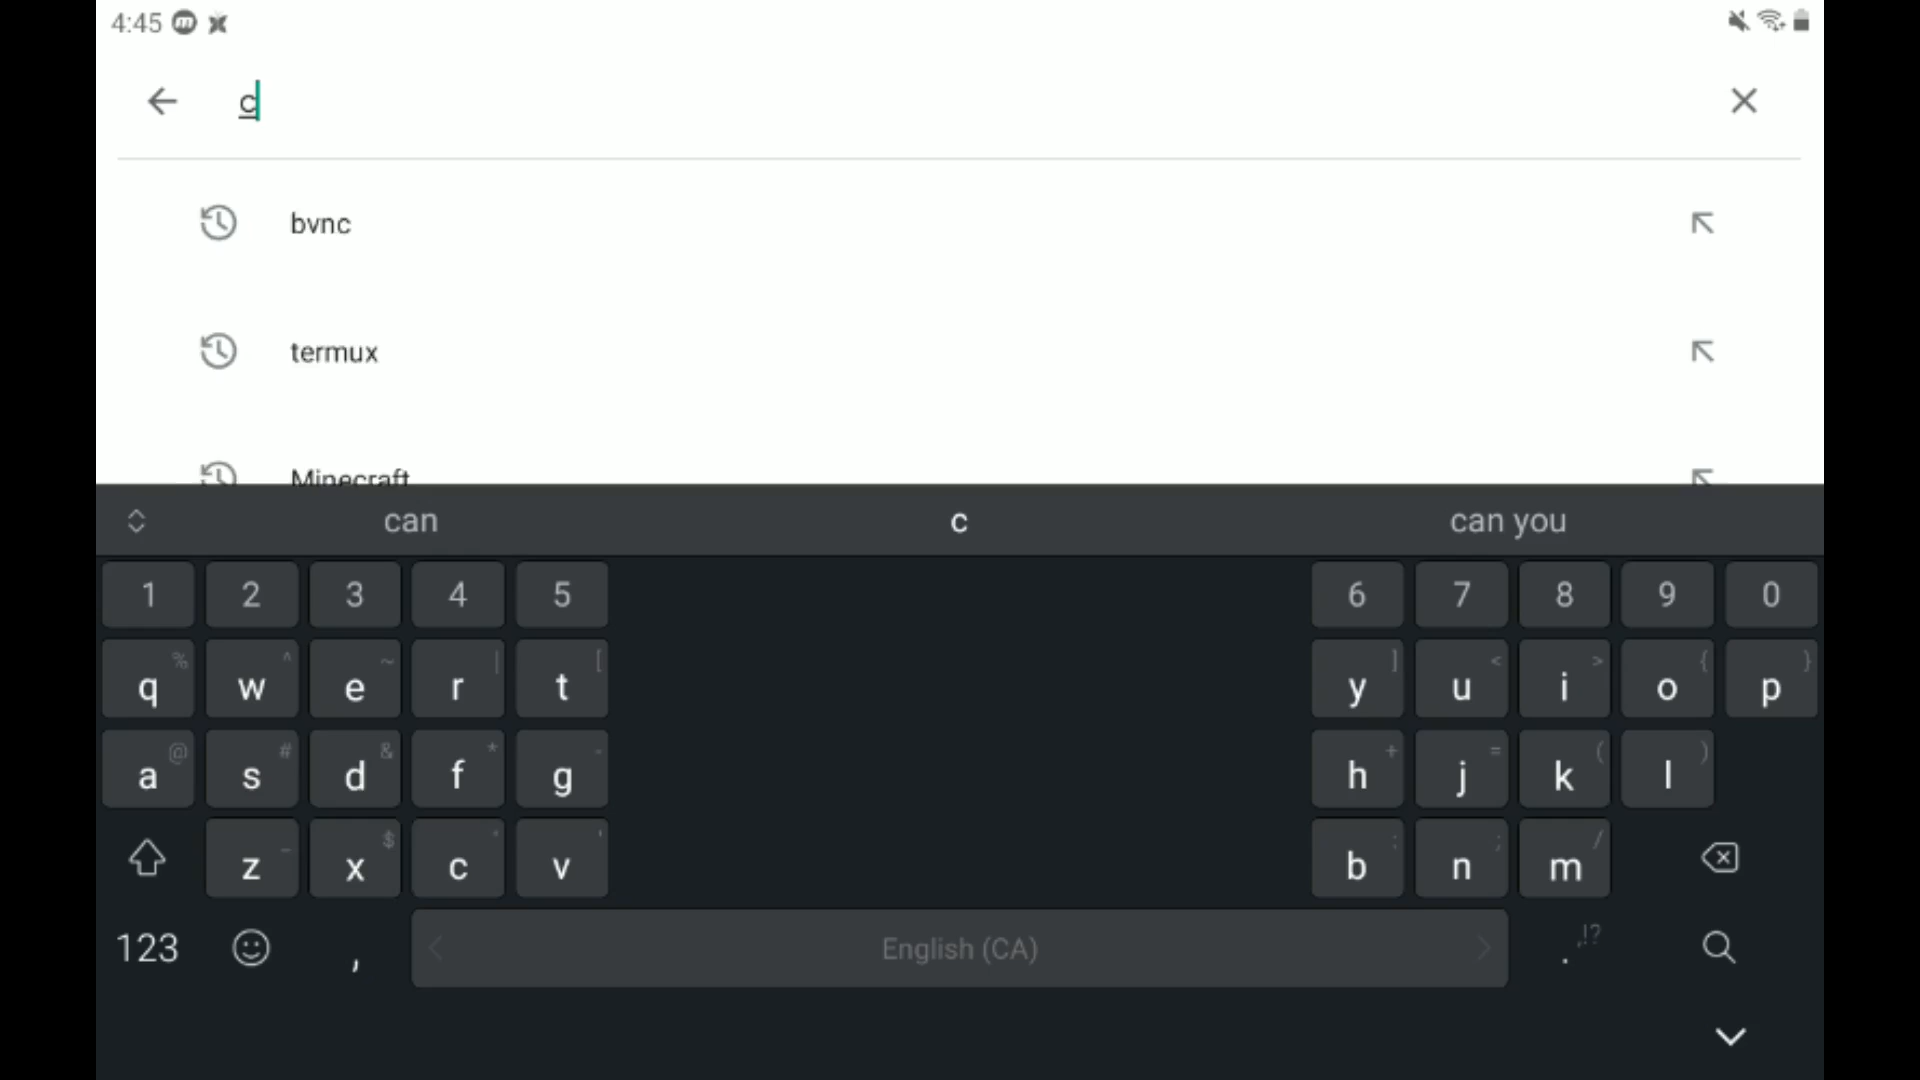 4:45
c
bvnc
termux
Minecraft
can c can you
1 2 3 4 5 6 7 8 9 0
% ^ ~ | [ ] < > { }
q w e r t y u i o p
@ # & * - + = ( )
a s d f g h j k l
_ $ " ' : ; /
z x c v b n m
123 , < English (CA) > . ,!?